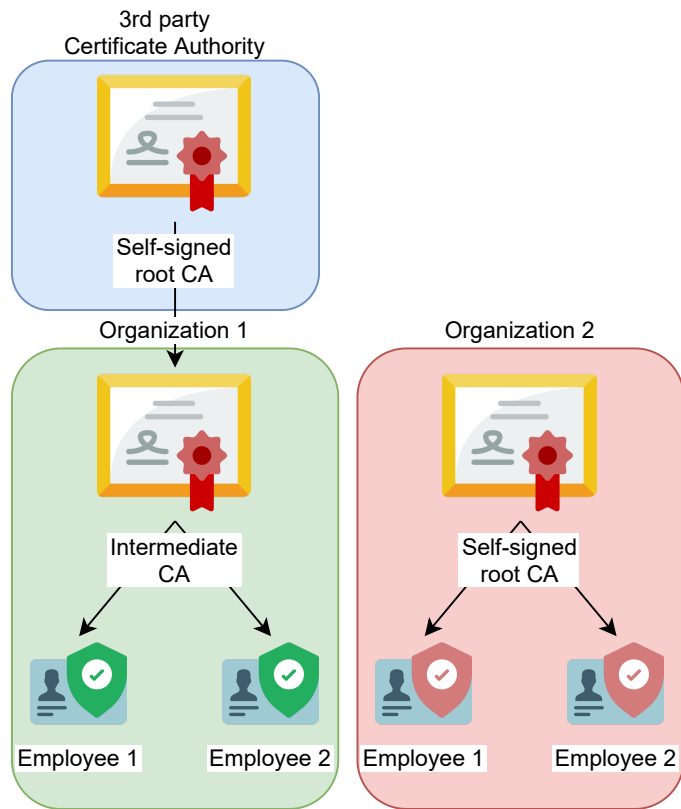 3rd party
Certificate Authority
Self-signed
root CA
Organization 1
Organization 2
Intermediate
CA
Self-signed
root CA
Employee 1
Employee 2
Employee 1
Employee 2